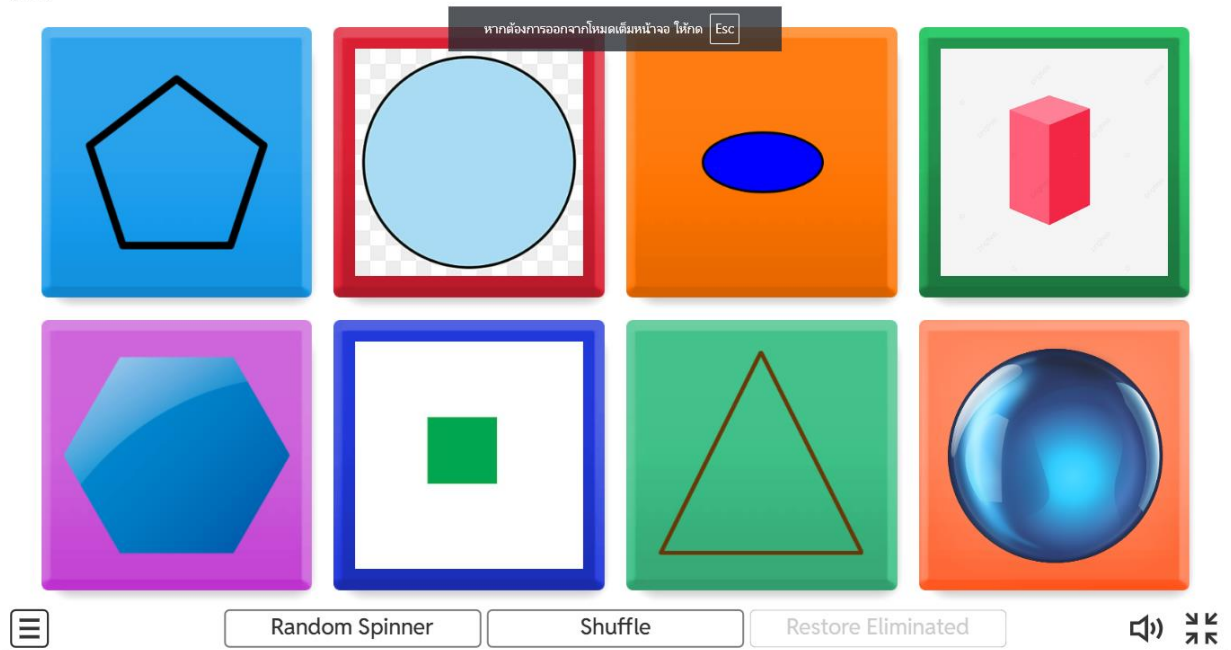 หากต้องการออกจากโหมดเต็มหน้าจอ ให้กด Esc
Random Spinner Shuffle Restore Eliminated